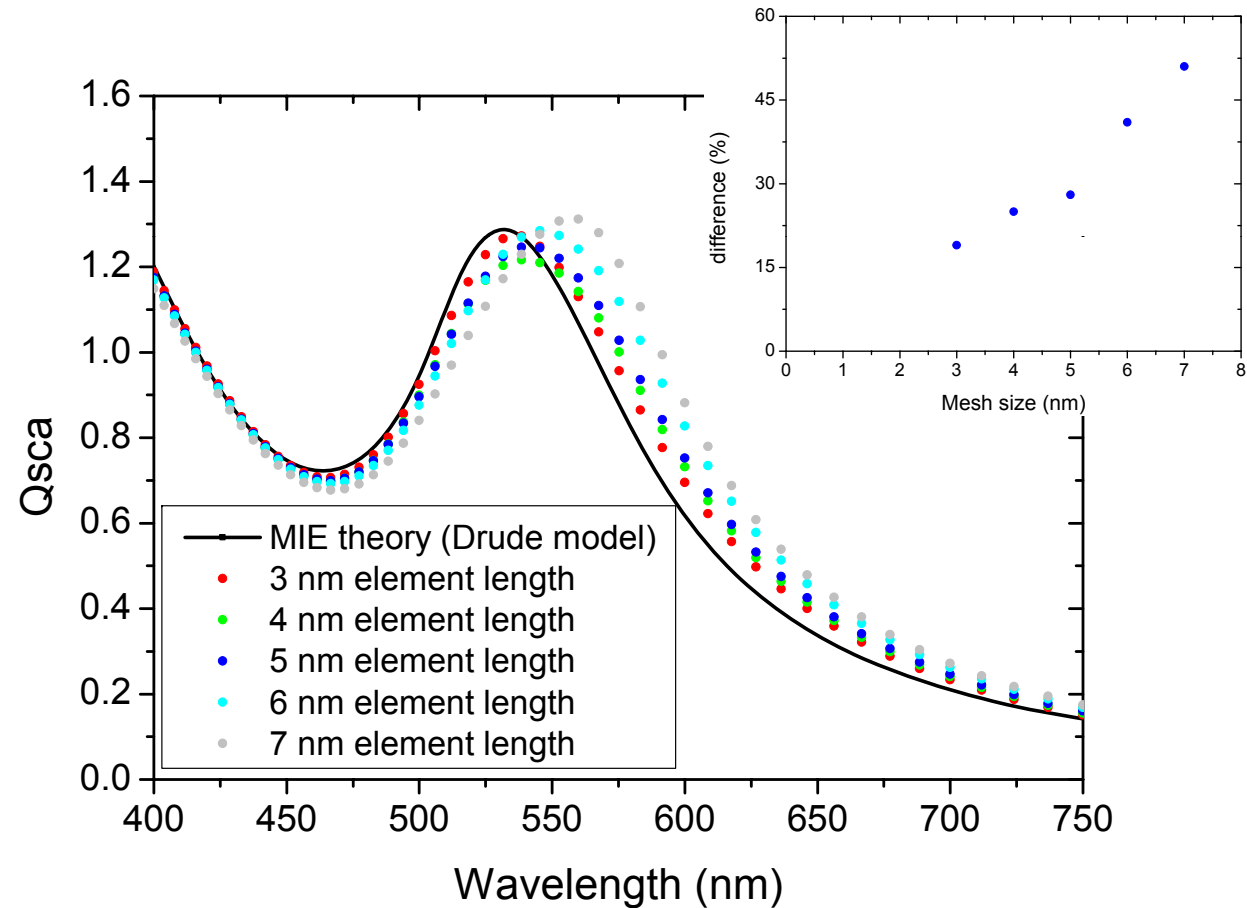 60
45
30
15
0
difference (%)
0 1 2 3 4 5 6 7 8
Mesh size (nm)
1.6
1.4
1.2
1.0
0.8
0.6
0.4
0.2
0.0
Qsca
MIE theory (Drude model)
3 nm element length
4 nm element length
5 nm element length
6 nm element length
7 nm element length
400 450 500 550 600 650 700 750
Wavelength (nm)